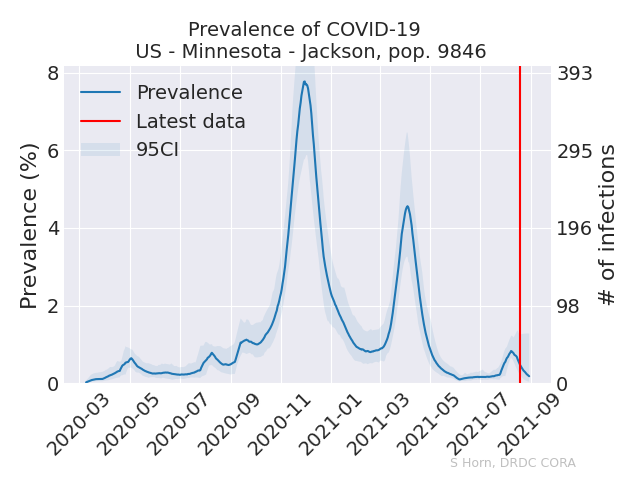 Prevalence of COVID-19
US - Minnesota - Jackson, pop. 9846
Prevalence (%)
8
6
4
2
0
Prevalence
Latest data
95CI
393
295
196
98
0
# of infections
2020-03
2020-05
2020-07
2020-09
2020-11
2021-01
2021-03
2021-05
2021-07
2021-09
S Horn, DRDC CORA